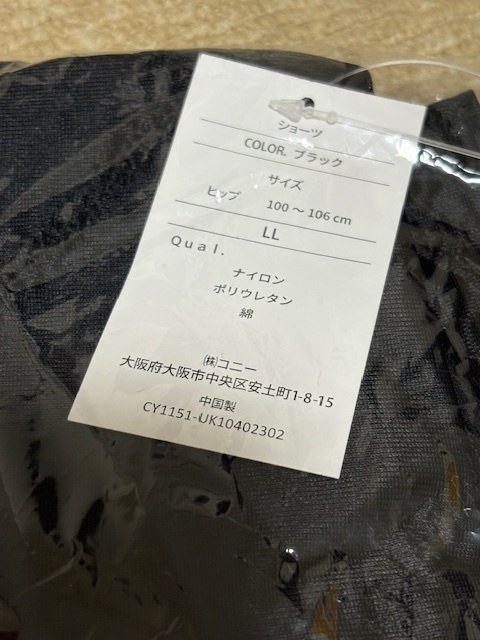 ショーツ
COLOR. ブラック
サイズ
ヒップ 100～106cm
LL
Qual.
ナイロン
ポリウレタン
綿
㈱コニー
大阪府大阪市中央区安土町1-8-15
中国製
CY1151-UK10402302